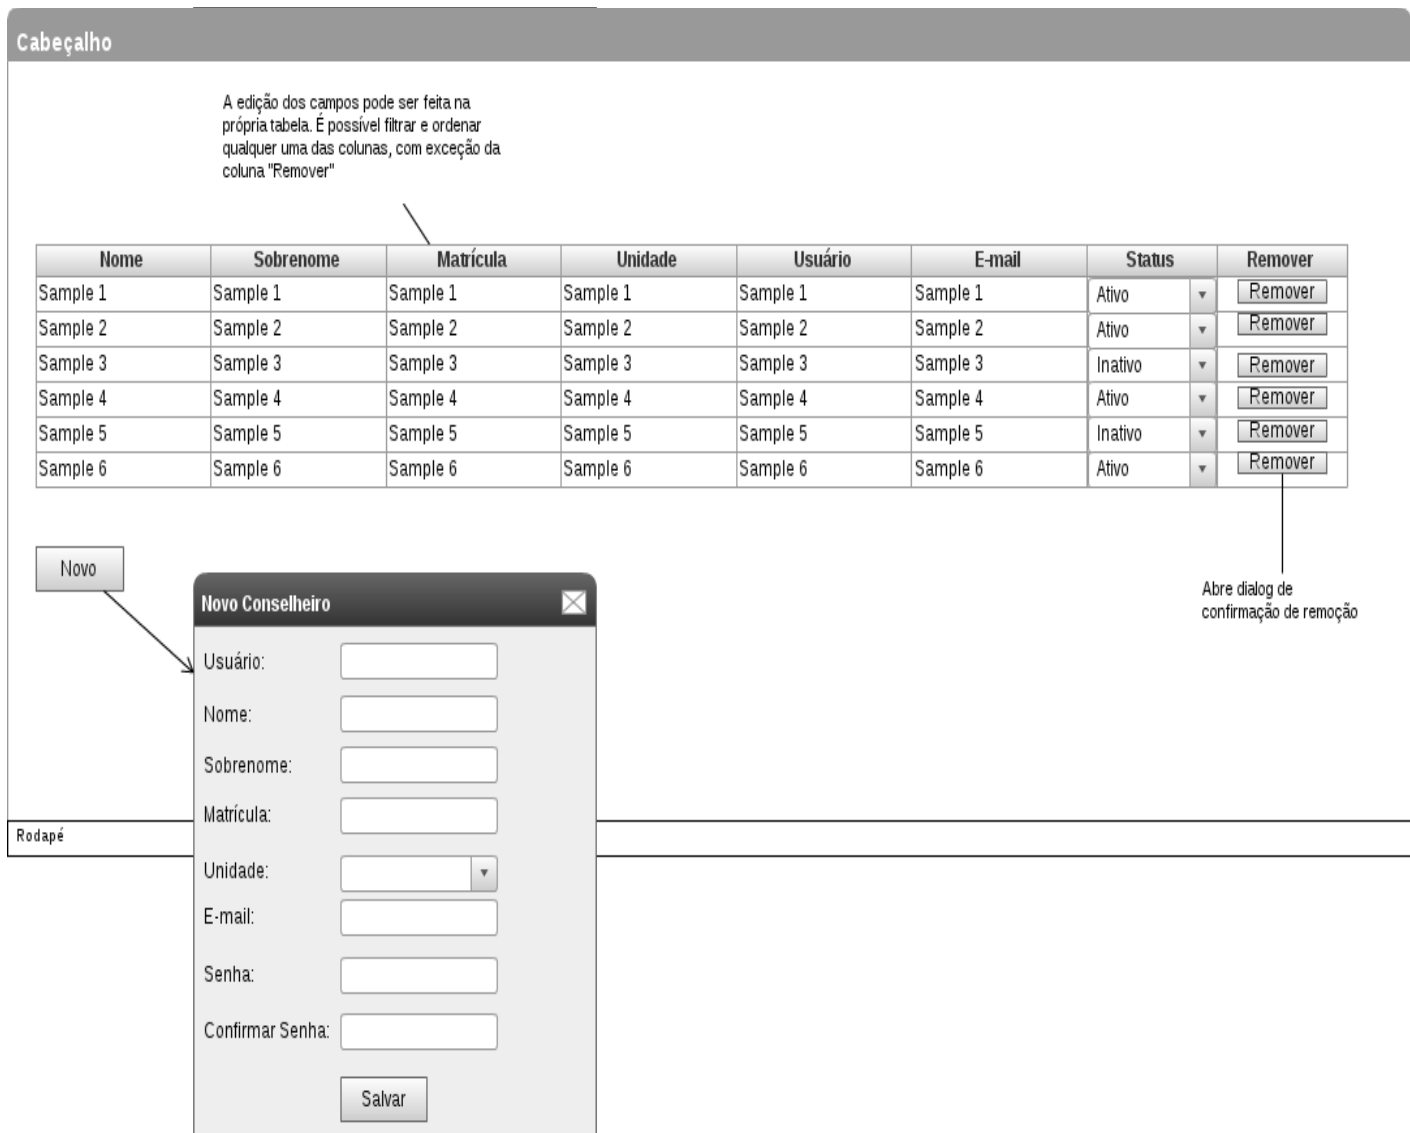 Cabeçalho
A edição dos campos pode ser feita na
própria tabela. É possível filtrar e ordenar
qualquer uma das colunas, com exceção da
coluna "Remover"
Nome Sobrenome Matrícula Unidade Usuário E-mail Status Remover
Sample 1 Sample 1 Sample 1 Sample 1 Sample 1 Sample 1 Ativo Remover
Sample 2 Sample 2 Sample 2 Sample 2 Sample 2 Sample 2 Ativo Remover
Sample 3 Sample 3 Sample 3 Sample 3 Sample 3 Sample 3 Inativo Remover
Sample 4 Sample 4 Sample 4 Sample 4 Sample 4 Sample 4 Ativo Remover
Sample 5 Sample 5 Sample 5 Sample 5 Sample 5 Sample 5 Inativo Remover
Sample 6 Sample 6 Sample 6 Sample 6 Sample 6 Sample 6 Ativo Remover
Novo
Abre dialog de
confirmação de remoção
Novo Conselheiro
Usuário:
Nome:
Sobrenome:
Matrícula:
Rodapé
Unidade:
E-mail:
Senha:
Confirmar Senha:
Salvar